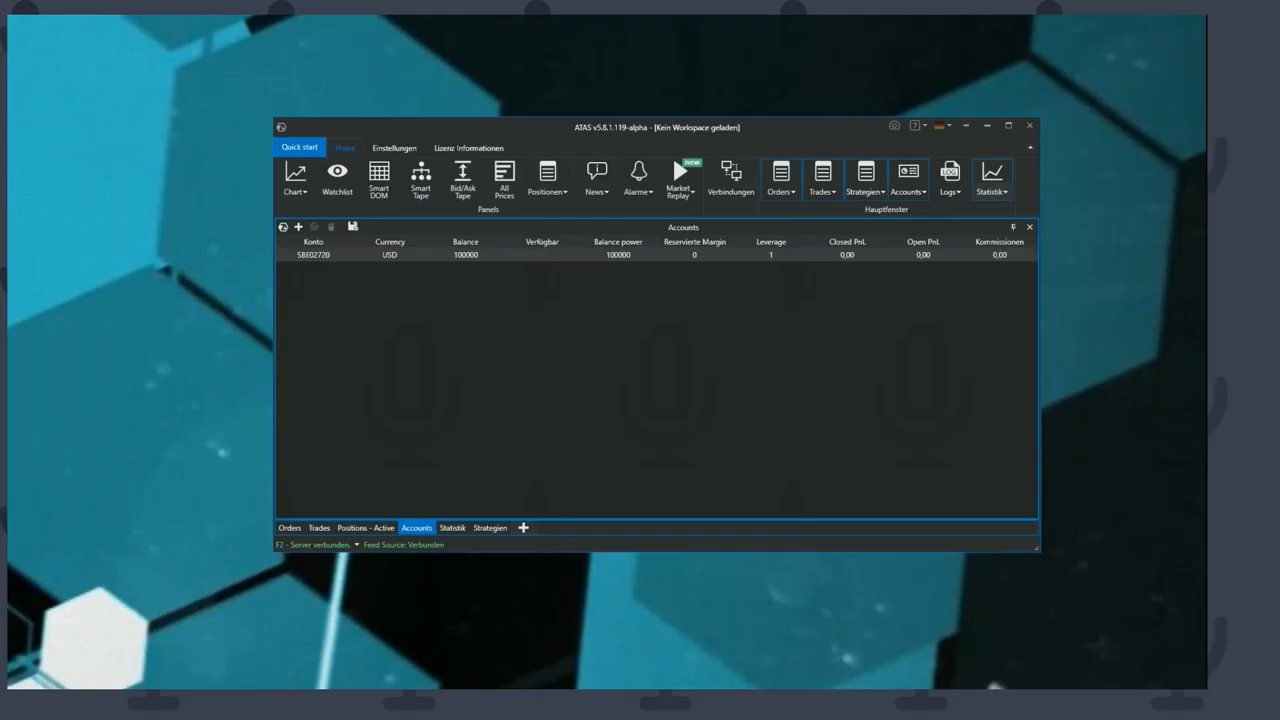 ATAS v5.8.1.119-alpha - [Kein Workspace geladen]
Quick start Home Einstellungen Lizenz Informationen
Chart Watchlist Smart DOM Smart Tape Bid/Ask Tape All Prices Positionen News Alarme Market Replay new Verbindungen Orders Trades Strategien Accounts LOG Logs Statistik
Panels Hauptfenster
Accounts
Konto Currency Balance Verfügbar Balance power Reservierte Margin Leverage Closed PnL Open PnL Kommissionen
SBE02720 USD 100000 100000 0 1 0,00 0,00 0,00
Orders Trades Positions - Active Accounts Statistik Strategien
F2 - Server verbunden. Feed Source: Verbunden